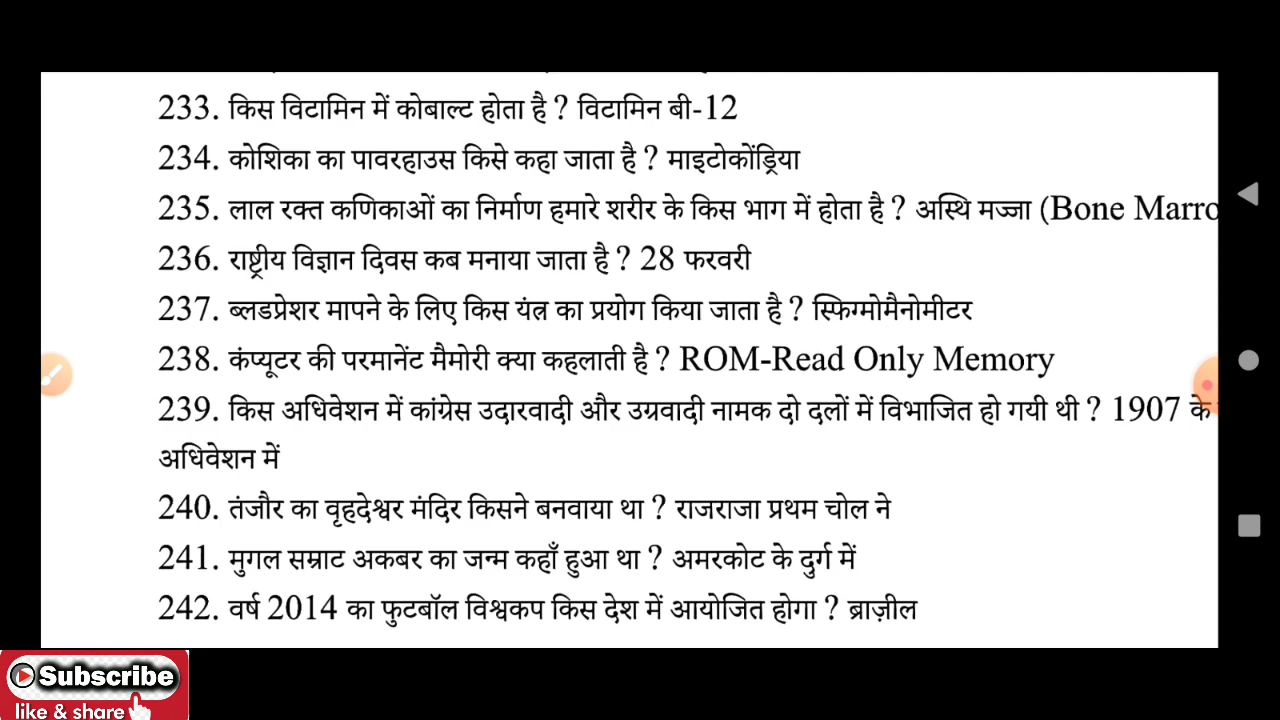 233. किस विटामिन में कोबाल्ट होता है ? विटामिन बी-12
234. कोशिका का पावरहाउस किसे कहा जाता है ? माइटोकोंड्रिया
235. लाल रक्त कणिकाओं का निर्माण हमारे शरीर के किस भाग में होता है ? अस्थि मज्जा (Bone Marro
236. राष्ट्रीय विज्ञान दिवस कब मनाया जाता है ? 28 फरवरी
237. ब्लडप्रेशर मापने के लिए किस यंत्र का प्रयोग किया जाता है ? स्फिग्मोमैनोमीटर
238. कंप्यूटर की परमानेंट मैमोरी क्या कहलाती है ? ROM-Read Only Memory
239. किस अधिवेशन में कांग्रेस उदारवादी और उग्रवादी नामक दो दलों में विभाजित हो गयी थी ? 1907 के
अधिवेशन में
240. तंजौर का वृहदेश्वर मंदिर किसने बनवाया था ? राजराजा प्रथम चोल ने
241. मुगल सम्राट अकबर का जन्म कहाँ हुआ था ? अमरकोट के दुर्ग में
242. वर्ष 2014 का फुटबॉल विश्वकप किस देश में आयोजित होगा ? ब्राज़ील
Subscribe
like & share